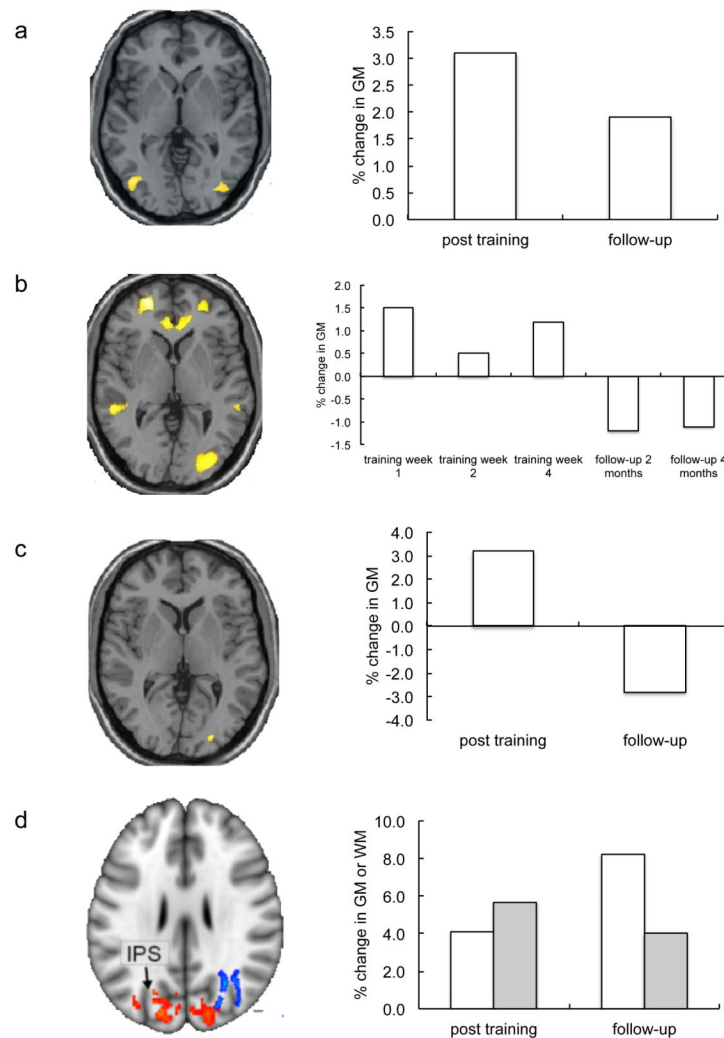 a
3.5
3.0
2.5
2.0
1.5
1.0
0.5
0.0
% change in GM
post training follow-up
b
2.0
1.5
1.0
0.5
0.0
-0.5
-1.0
-1.5
% change in GM
training week 1
training week 2
training week 4
follow-up 2 months
follow-up 4 months
c
4.0
3.0
2.0
1.0
0.0
-1.0
-2.0
-3.0
-4.0
% change in GM
post training follow-up
d
IPS
10.0
8.0
6.0
4.0
2.0
0.0
% change in GM or WM
post training follow-up